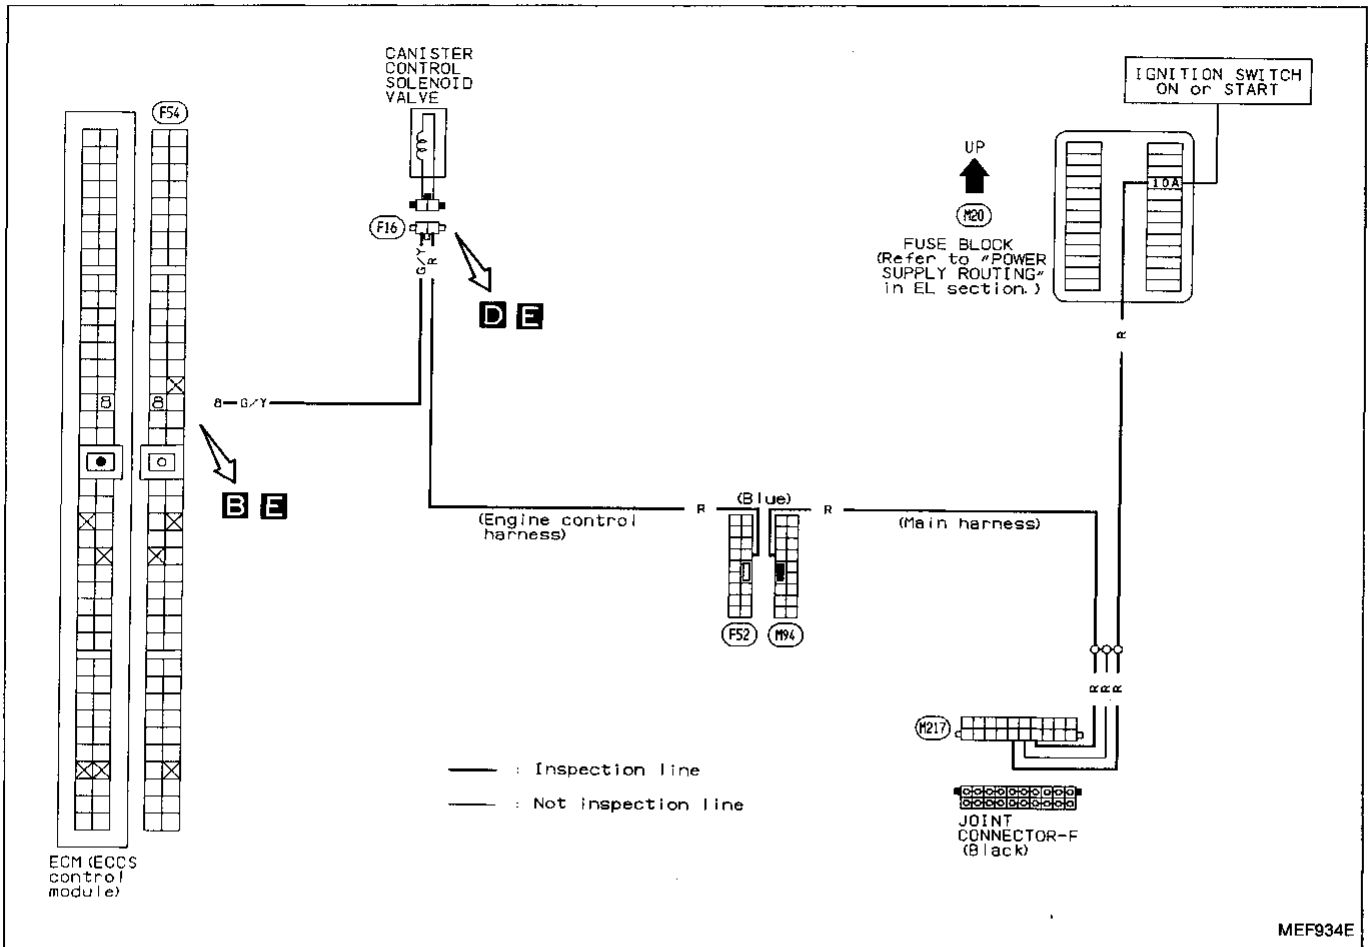 CANISTER
CONTROL
SOLENOID
VALVE
IGNITION SWITCH
ON or START
F54
UP
10A
M20
F16
G/Y
R
FUSE BLOCK
(Refer to "POWER
SUPPLY ROUTING"
in EL section.)
D E
R
8 8 8 G/Y
B E
(Blue)
R R
(Engine control
harness)
(Main harness)
F52 M94
R R R
M217
: Inspection line
: Not inspection line
JOINT
CONNECTOR-F
(Black)
ECM (ECCS
control
module)
MEF934E